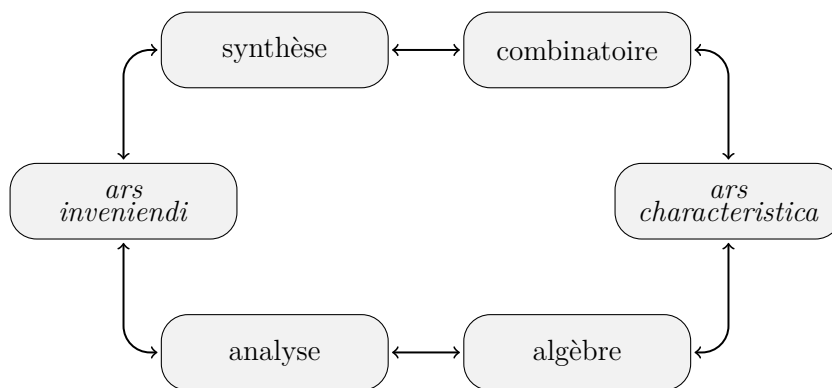 synthèse
combinatoire
ars
inveniendi
ars
characteristica
analyse
algèbre